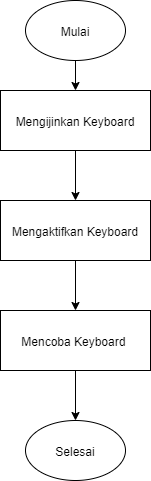 Mulai
Mengijinkan Keyboard
Mengaktifkan Keyboard
Mencoba Keyboard
Selesai